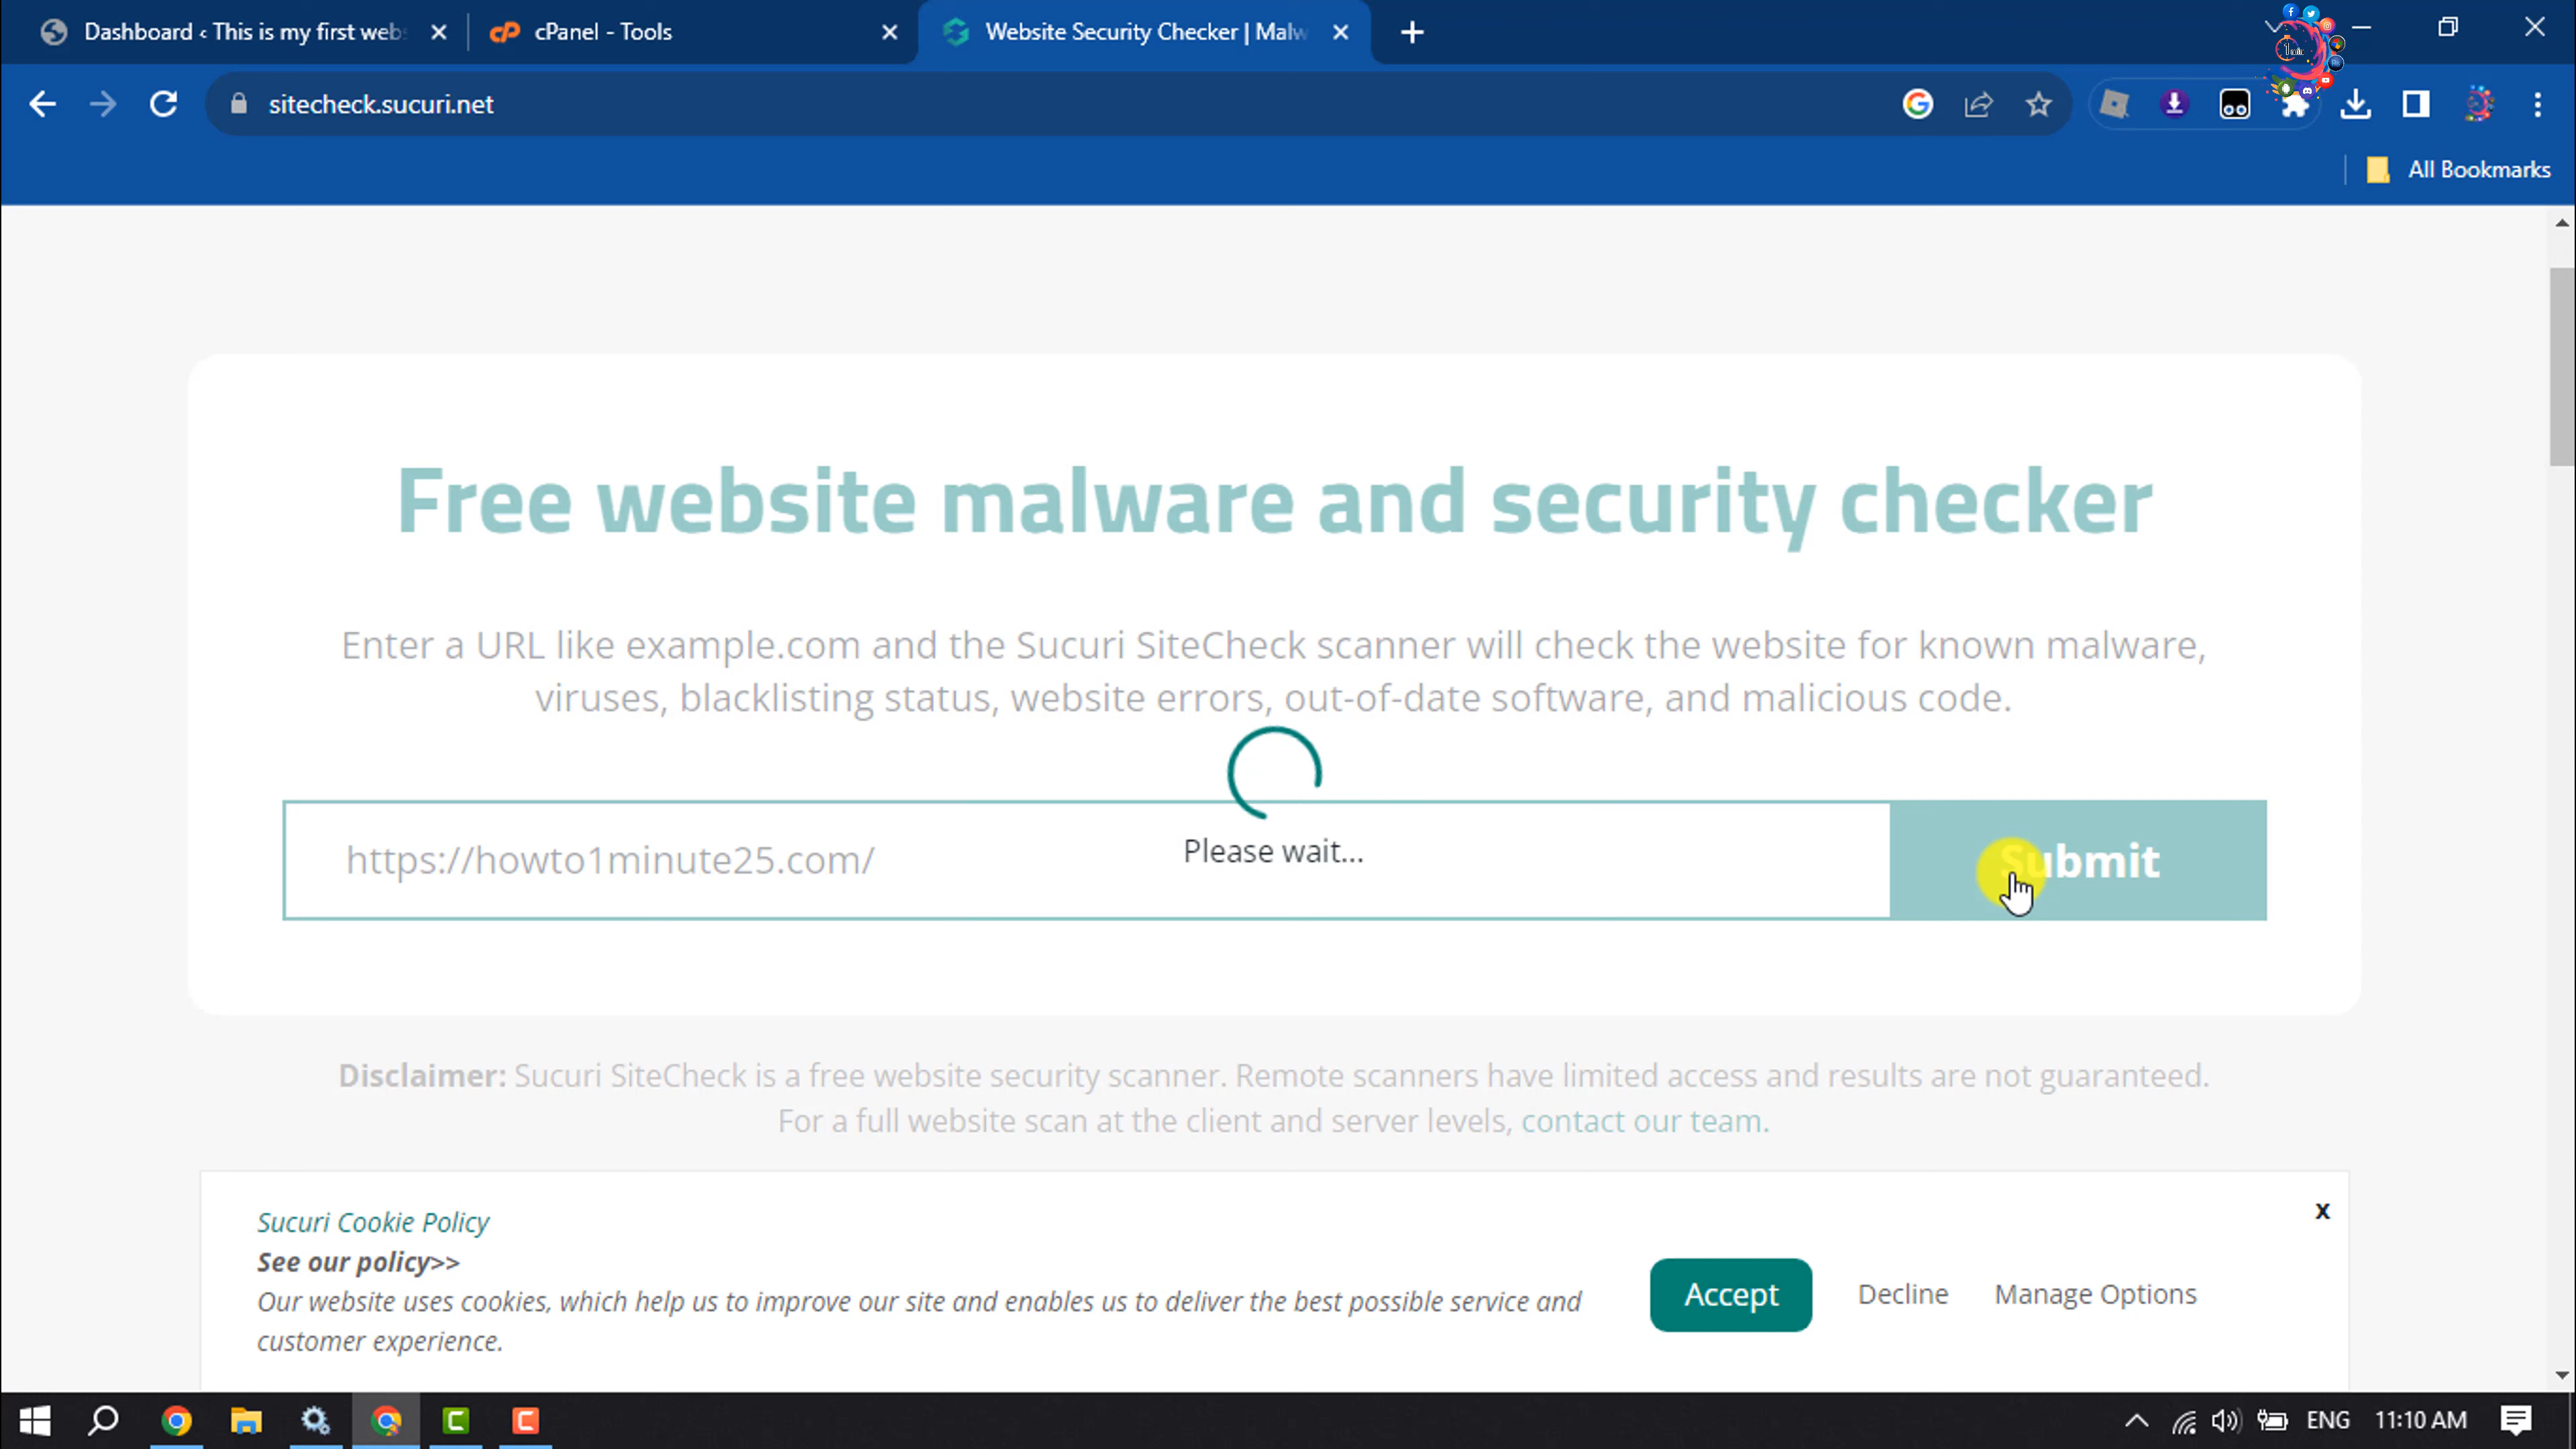 Dashboard ‹ This is my first web
cPanel - Tools
Website Security Checker | Malw
sitecheck.sucuri.net
All Bookmarks
Free website malware and security checker
Enter a URL like example.com and the Sucuri SiteCheck scanner will check the website for known malware,
viruses, blacklisting status, website errors, out-of-date software, and malicious code.
https://howto1minute25.com/
Please wait...
Submit
Disclaimer: Sucuri SiteCheck is a free website security scanner. Remote scanners have limited access and results are not guaranteed.
For a full website scan at the client and server levels, contact our team.
Sucuri Cookie Policy
x
See our policy>>
Our website uses cookies, which help us to improve our site and enables us to deliver the best possible service and
customer experience.
Accept
Decline
Manage Options
ENG
11:10 AM